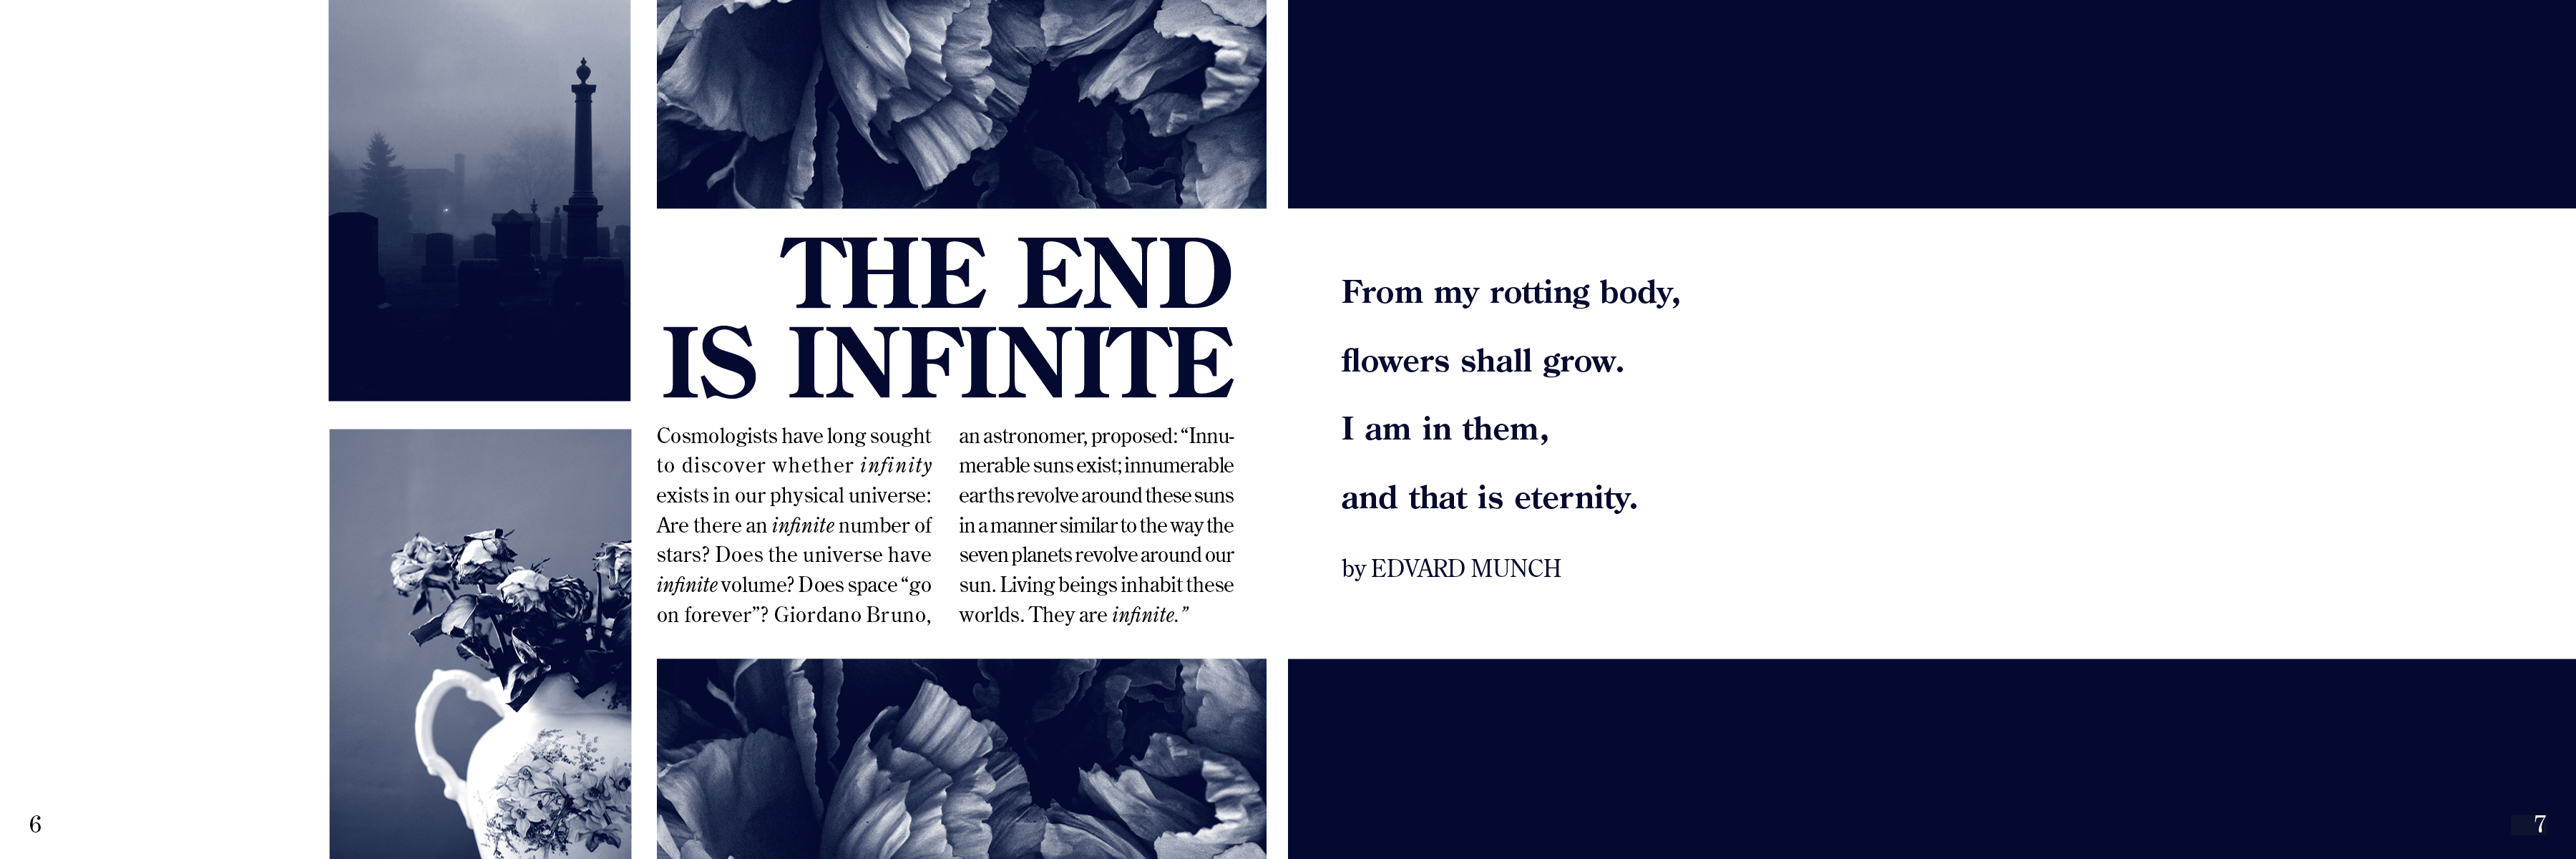 THE END
IS INFINITE
Cosmologists have long sought
to discover whether infinity
exists in our physical universe:
Are there an infinite number of
stars? Does the universe have
infinite volume? Does space “go
on forever”? Giordano Bruno,
an astronomer, proposed: “Innu-
merable suns exist; innumerable
earths revolve around these suns
in a manner similar to the way the
seven planets revolve around our
sun. Living beings inhabit these
worlds. They are infinite.”
6
From my rotting body,
flowers shall grow.
I am in them,
and that is eternity.
by EDVARD MUNCH
7